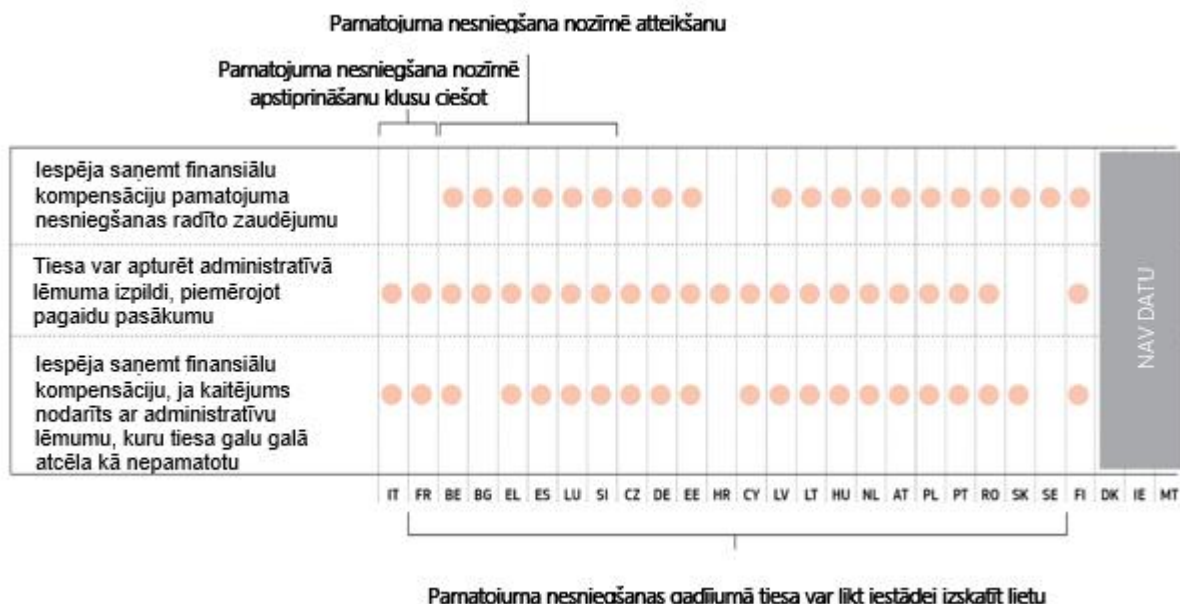 Pamatojuma nesniegšana nozīmē atteikšanu
Pamatojuma nesniegšana nozīmē
apstiprināšanu klusu ciešot
Iespēja saņemt finansiālu
kompensāciju pamatojuma
nesniegšanas radīto zaudējumu
Tiesa var apturēt administratīvā
lēmuma izpildi, piemērojot
pagaidu pasākumu
Iespēja saņemt finansiālu
kompensāciju, ja kaitējums
nodarīts ar administratīvu
lēmumu, kuru tiesa galu galā
atcēla kā nepamatotu
NAV DATU
IT FR BE BG EL ES LU SI CZ DE EE HR CY LV LT HU NL AT PL PT RO SK SE FI DK IE MT
Pamatojuma nesniegšanas gadījumā tiesa var likt iestādei izskatīt lietu